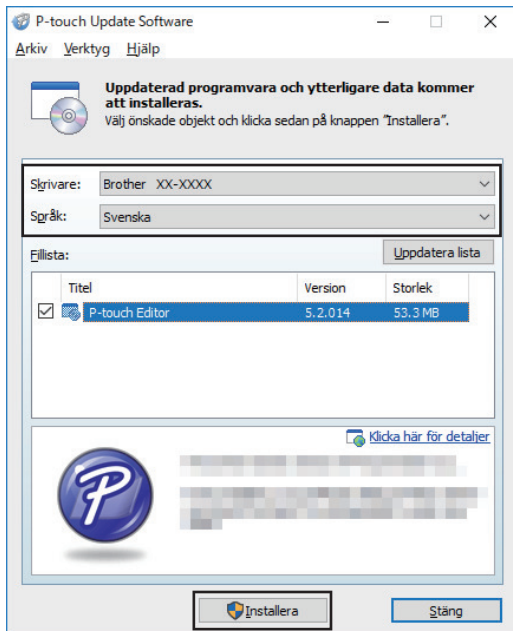 P-touch Update Software
Arkiv Verktyg Hjälp
Uppdaterad programvara och ytterligare data kommer
att installeras.
Välj önskade objekt och klicka sedan på knappen "Installera".
Skrivare: Brother XX-XXXX
Språk: Svenska
Fillista: Uppdatera lista
Titel Version Storlek
P-touch Editor 5.2.014 53.3 MB
Klicka här för detaljer
P
Installera Stäng